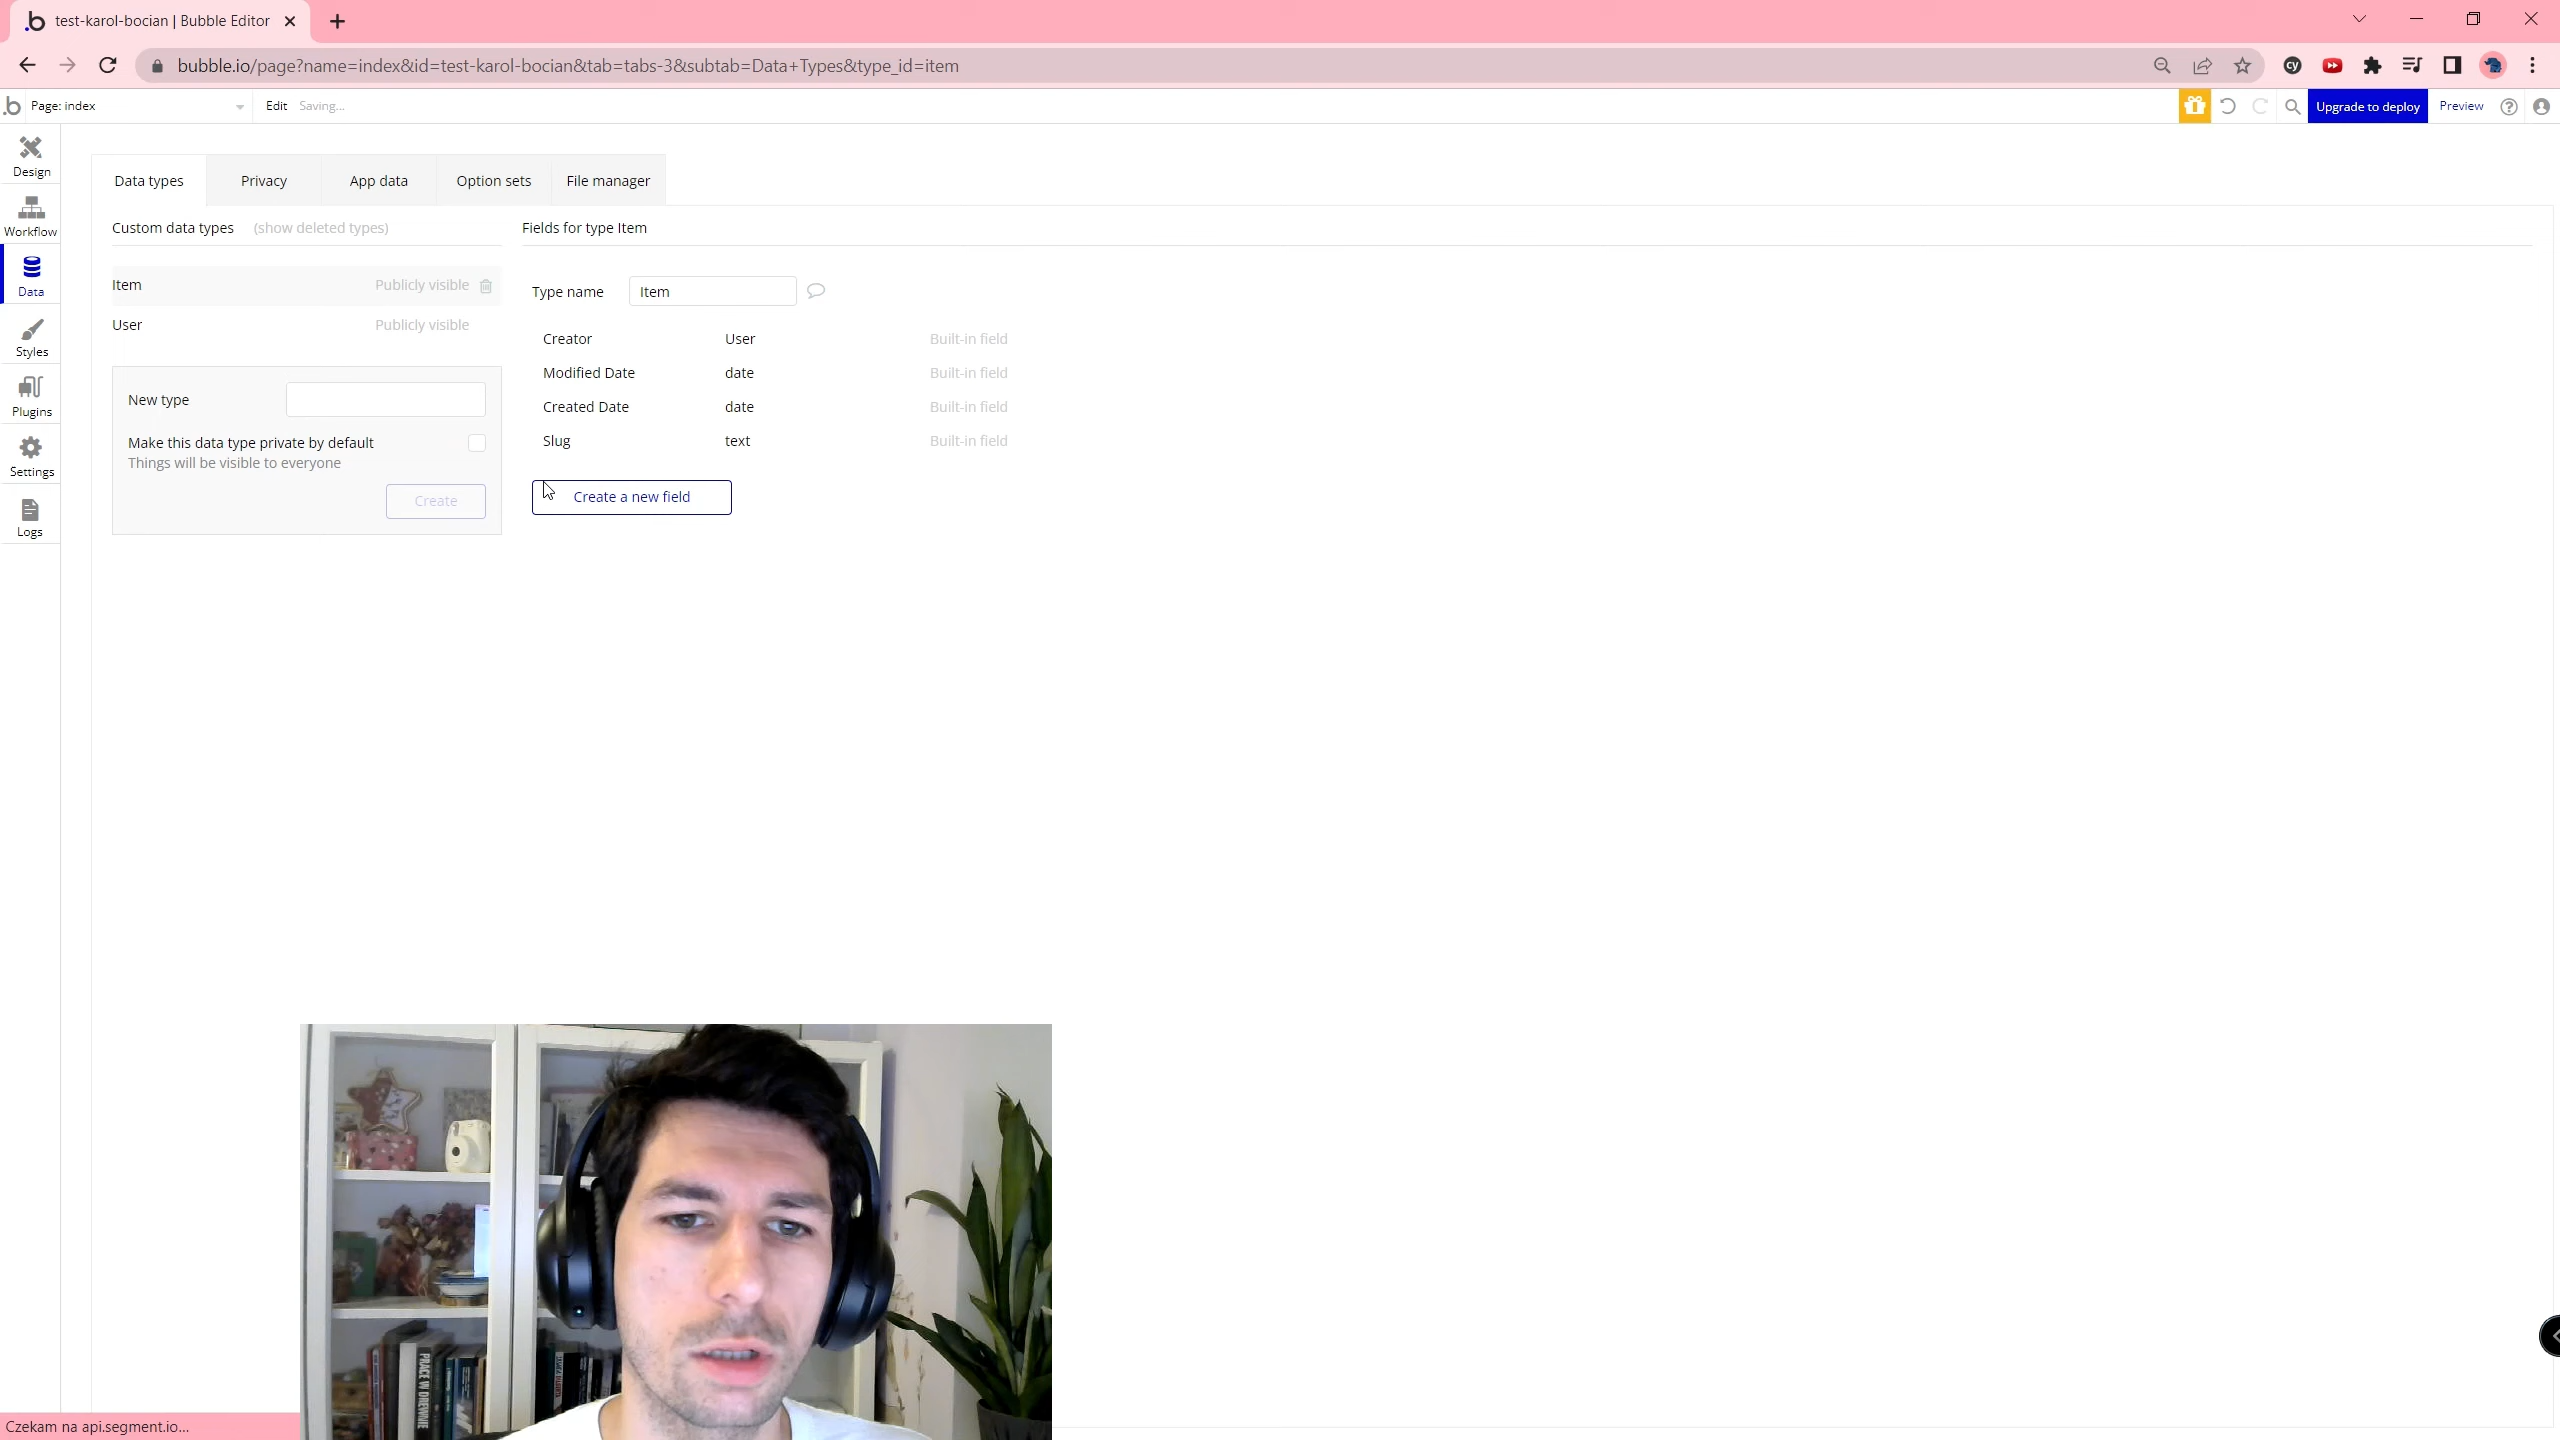 test-karol-bocian | Bubble Editor
bubble.io/page?name=index&id=test-karol-bocian&tab=tabs-3&subtab=Data+Types&type_id=item
Page: index
Edit
Saving...
Upgrade to deploy
Preview
Design
Workflow
Data
Styles
Plugins
Settings
Logs
Data types
Privacy
App data
Option sets
File manager
Custom data types
(show deleted types)
Item
Publicly visible
User
Publicly visible
New type
Make this data type private by default
Things will be visible to everyone
Create
Fields for type Item
Type name
Item
Creator
User
Built-in field
Modified Date
date
Built-in field
Created Date
date
Built-in field
Slug
text
Built-in field
Create a new field
PRACE W DREWNIE
Czekam na api.segment.io...